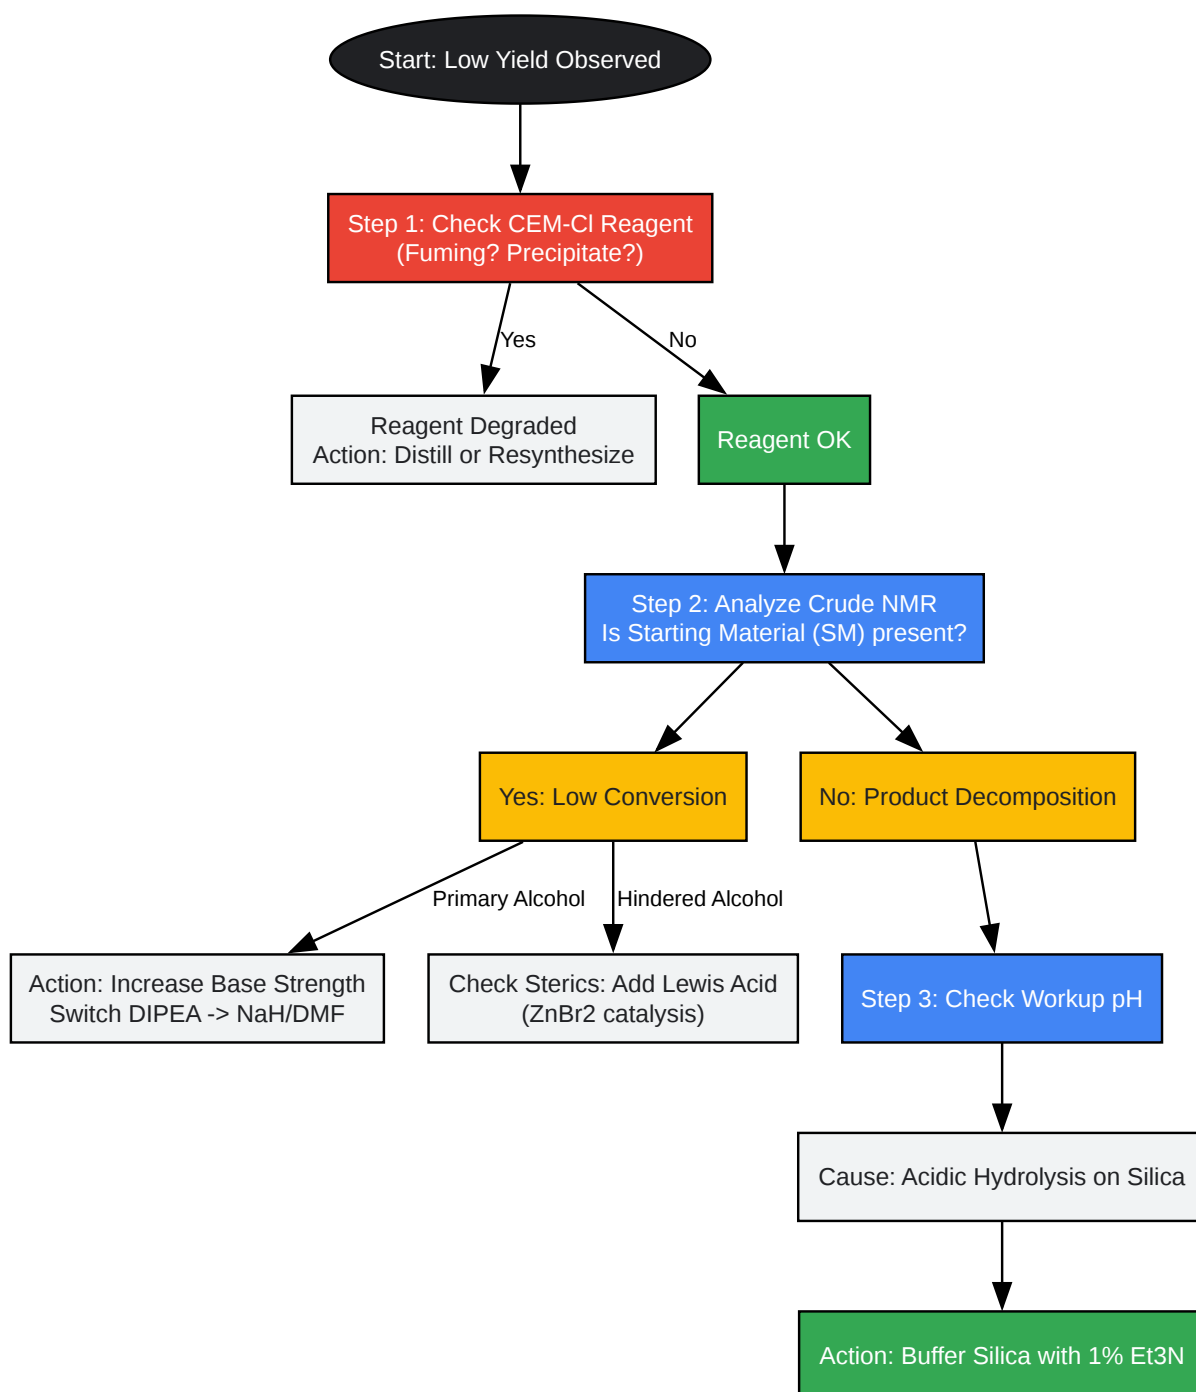 Start: Low Yield Observed
Step 1: Check CEM-Cl Reagent
(Fuming? Precipitate?)
Yes
No
Reagent Degraded
Action: Distill or Resynthesize
Reagent OK
Step 2: Analyze Crude NMR
Is Starting Material (SM) present?
Yes: Low Conversion
No: Product Decomposition
Primary Alcohol
Hindered Alcohol
Action: Increase Base Strength
Switch DIPEA -> NaH/DMF
Check Sterics: Add Lewis Acid
(ZnBr2 catalysis)
Step 3: Check Workup pH
Cause: Acidic Hydrolysis on Silica
Action: Buffer Silica with 1% Et3N